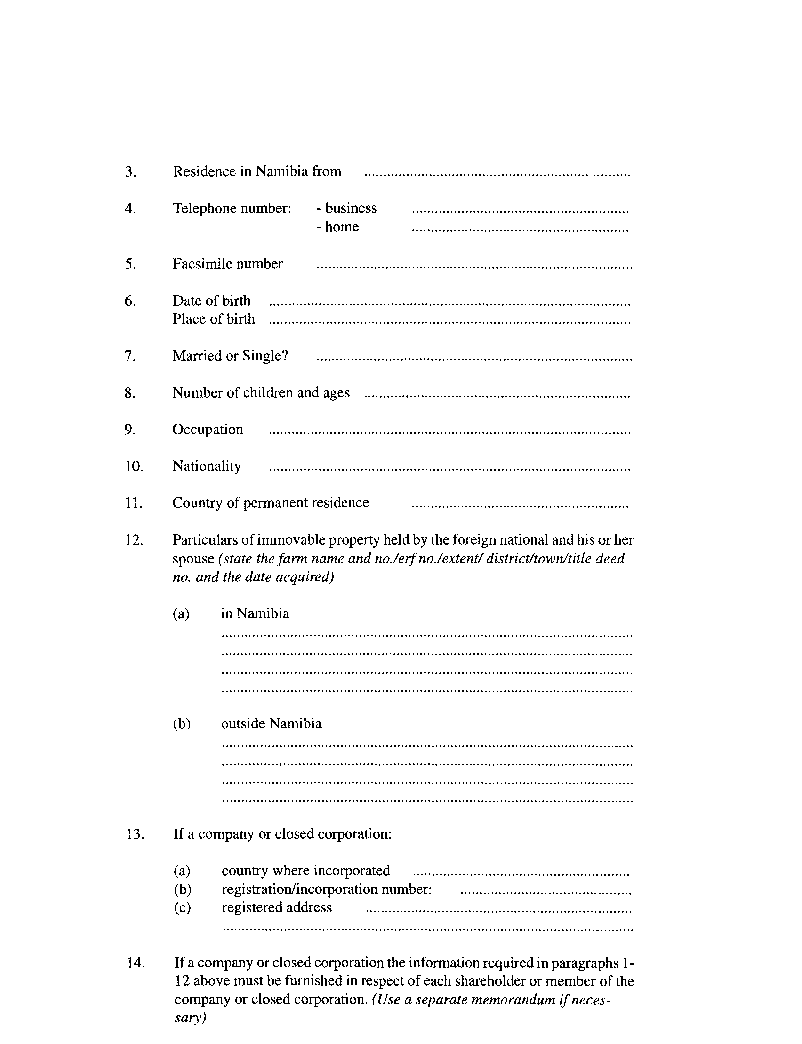 3. Residence in Namibia from ........................................
4. Telephone number: - business ........................................
- home ........................................
5. Facsimile number ........................................
6. Date of birth ........................................
Place of birth ........................................
7. Married or Single? ........................................
8. Number of children and ages ........................................
9. Occupation ........................................
10. Nationality ........................................
11. Country of permanent residence ........................................
12. Particulars of immovable property held by the foreign national and his or her
spouse (state the farm name and no./erf no./extent/ district/town/title deed
no. and the date acquired)
(a) in Namibia
........................................
........................................
........................................
........................................
(b) outside Namibia
........................................
........................................
........................................
........................................
13. If a company or closed corporation:
(a) country where incorporated ........................................
(b) registration/incorporation number: ........................................
(c) registered address ........................................
........................................
14. If a company or closed corporation the information required in paragraphs 1-
12 above must be furnished in respect of each shareholder or member of the
company or closed corporation. (Use a separate memorandum if neces-
sary)